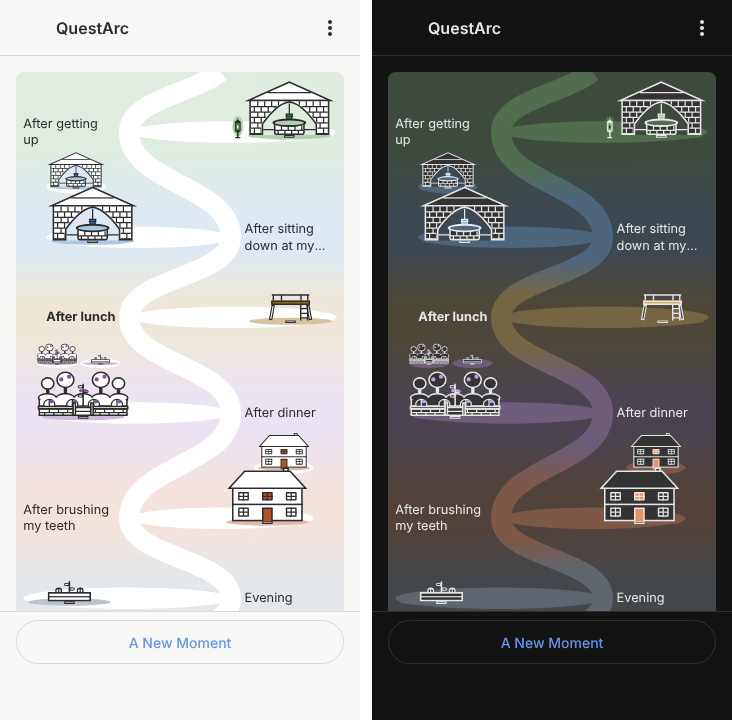 QuestArc
After getting
up
After sitting
down at my...
After lunch
After dinner
After brushing
my teeth
Evening
A New Moment
QuestArc
After getting
up
After sitting
down at my...
After lunch
After dinner
After brushing
my teeth
Evening
A New Moment